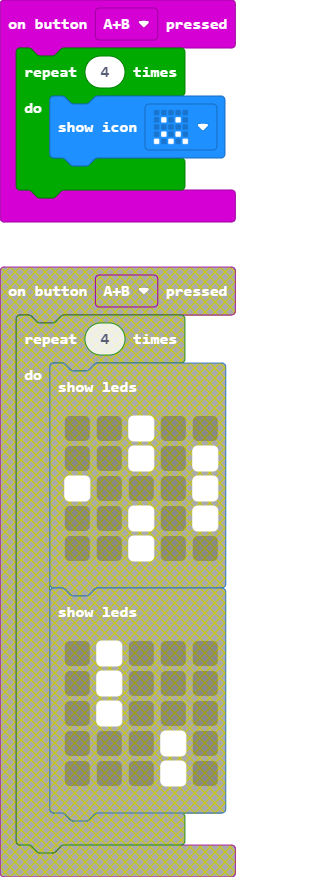 on button A+B pressed
repeat 4 times
do
show icon
on button A+B pressed
repeat 4 times
do
show leds
show leds